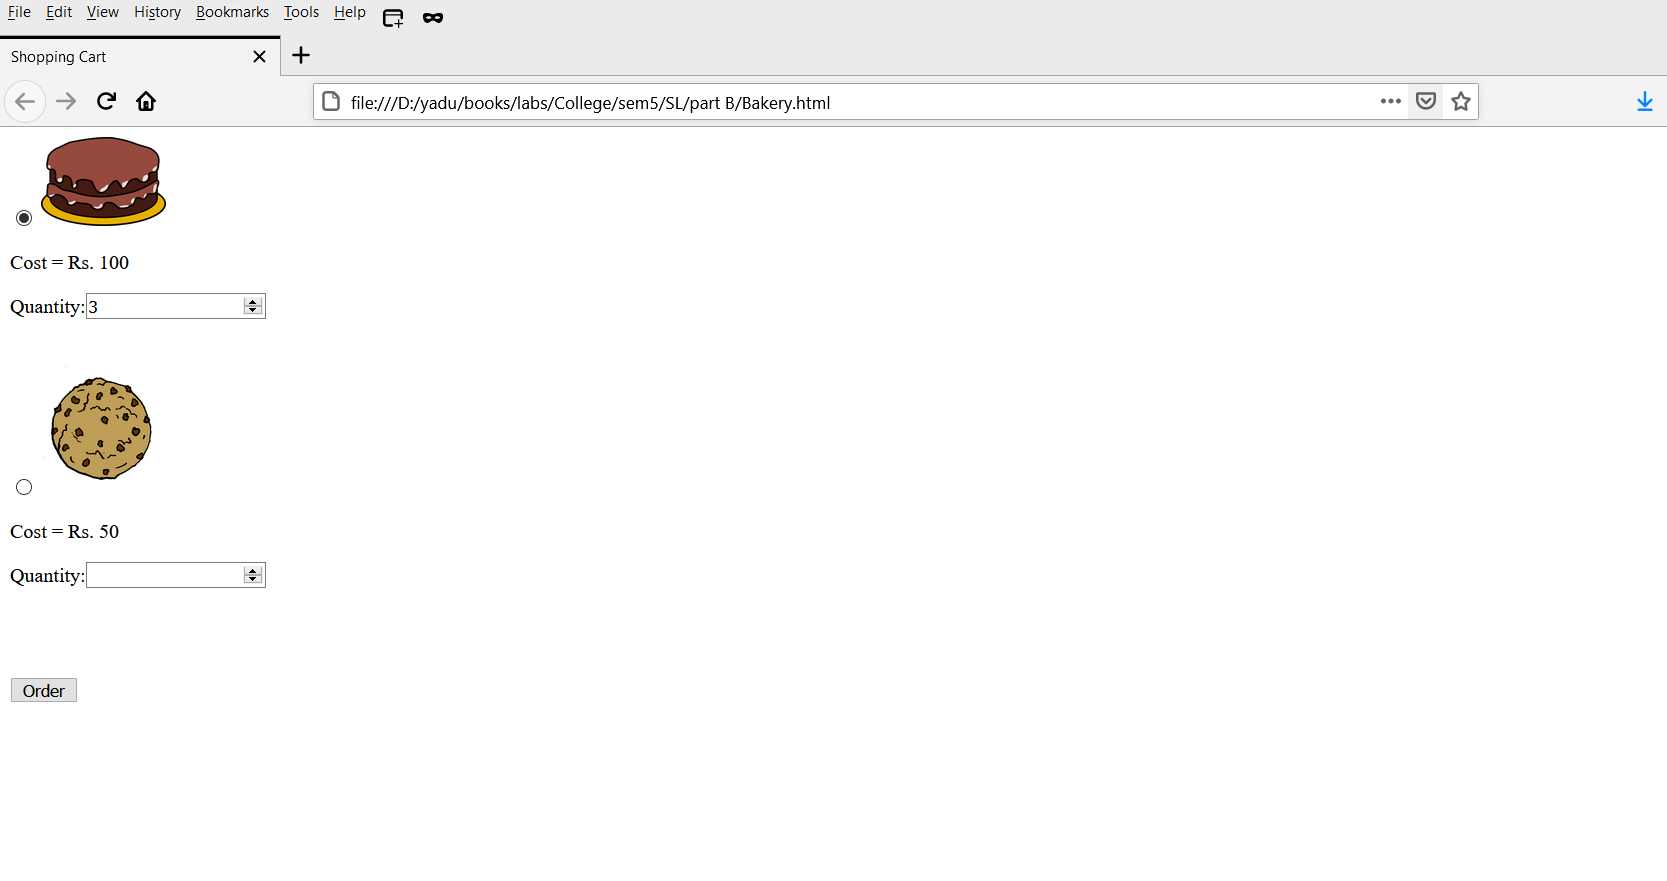 File Edit View History Bookmarks Tools Help
Shopping Cart
file:///D:/yadu/books/labs/College/sem5/SL/part B/Bakery.html
Cost = Rs. 100
Quantity:3
Cost = Rs. 50
Quantity:
Order